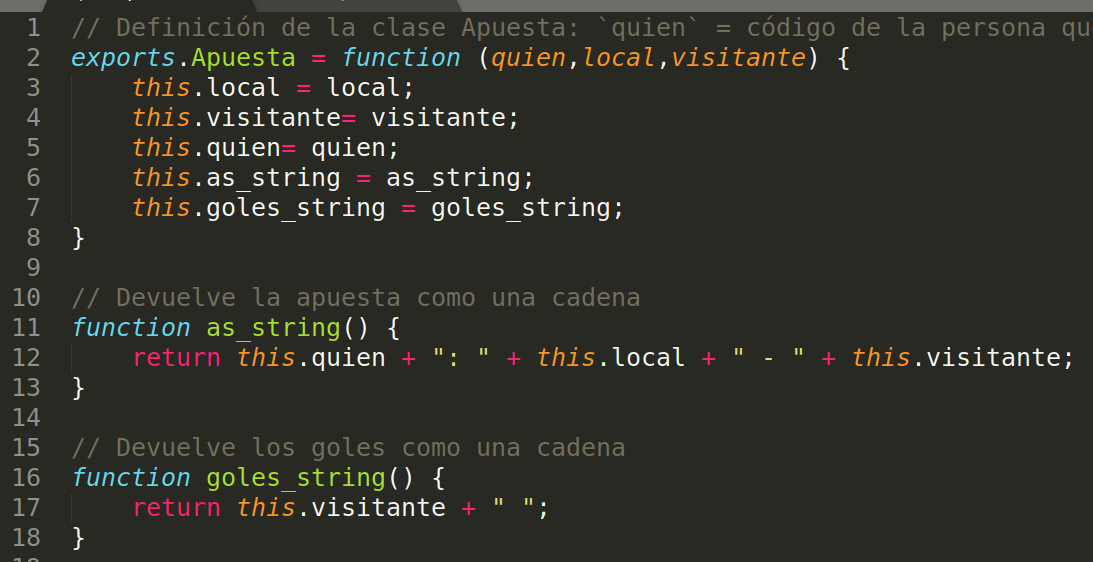 1 // Definición de la clase Apuesta: `quien` = código de la persona
2 exports.Apuesta = function (quien,local,visitante) {
3 this.local = local;
4 this.visitante= visitante;
5 this.quien= quien;
6 this.as_string = as_string;
7 this.goles_string = goles_string;
8 }
9
10 // Devuelve la apuesta como una cadena
11 function as_string() {
12 return this.quien + ": " + this.local + " - " + this.visitante;
13 }
14
15 // Devuelve los goles como una cadena
16 function goles_string() {
17 return this.visitante + " ";
18 }